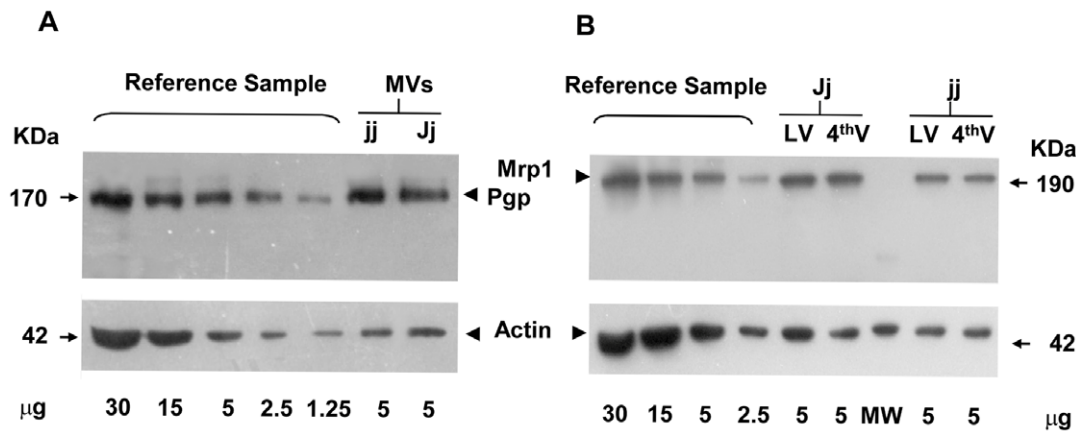 A
B
Reference Sample
MVs
jj
Jj
KDa
170
Pgp
42
Actin
μg
30 15 5 2.5 1.25 5 5
Reference Sample
Jj
jj
LV 4thV
LV 4thV
KDa
Mrp1
190
42
30 15 5 2.5 5 5 MW 5 5
μg